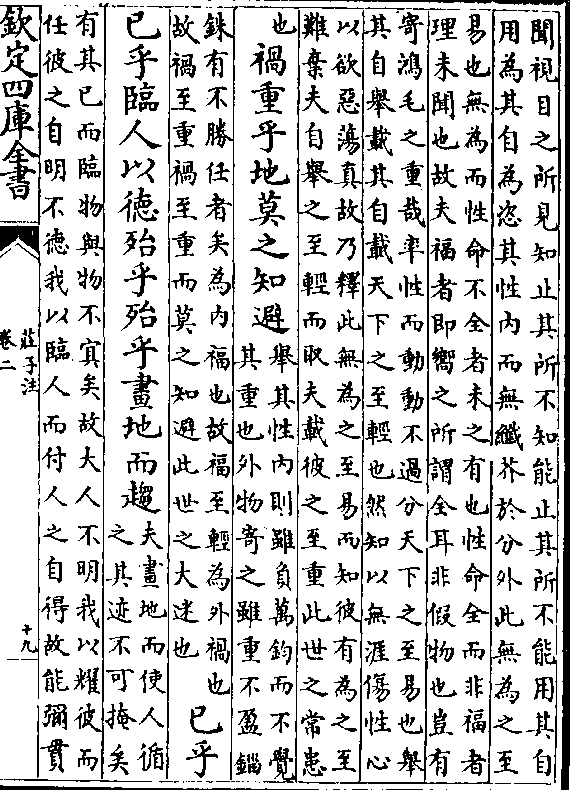 聞視目之所見知止其所不知能止其所不能用其自
用為其自為恣其性內而無纖芥於分外此無為之至
易也無為而性命不全者未之有也性命全而非福者
理未聞也故夫福者即嚮之所謂全耳非假物也豈有
寄鴻毛之重哉率性而動動不過分天下之至易也舉
其自舉載其自載天下之至輕也然知以無涯傷性心
以欲惡蕩真故乃釋此無為之至易而知彼有為之至
難棄夫自舉之至輕而取夫載彼之至重此世之常患
也
禍重乎地莫之知避
舉其性內則雖負萬鈞而不覺
其重也外物寄之雖重不盈錙
銖有不勝任者矣為內福也故福至輕為外禍也
故禍至重禍至重而莫之知避此世之大迷也
已乎
已乎臨人以德殆乎殆乎畫地而趨
夫畫地而使人循
之其迹不可掩矣
有其已而臨物與物不宜矣故大人不明我以耀彼而
任彼之自明不德我以臨人而付人之自得故能彌貫
欽定四庫全書
莊子注
卷二
十九